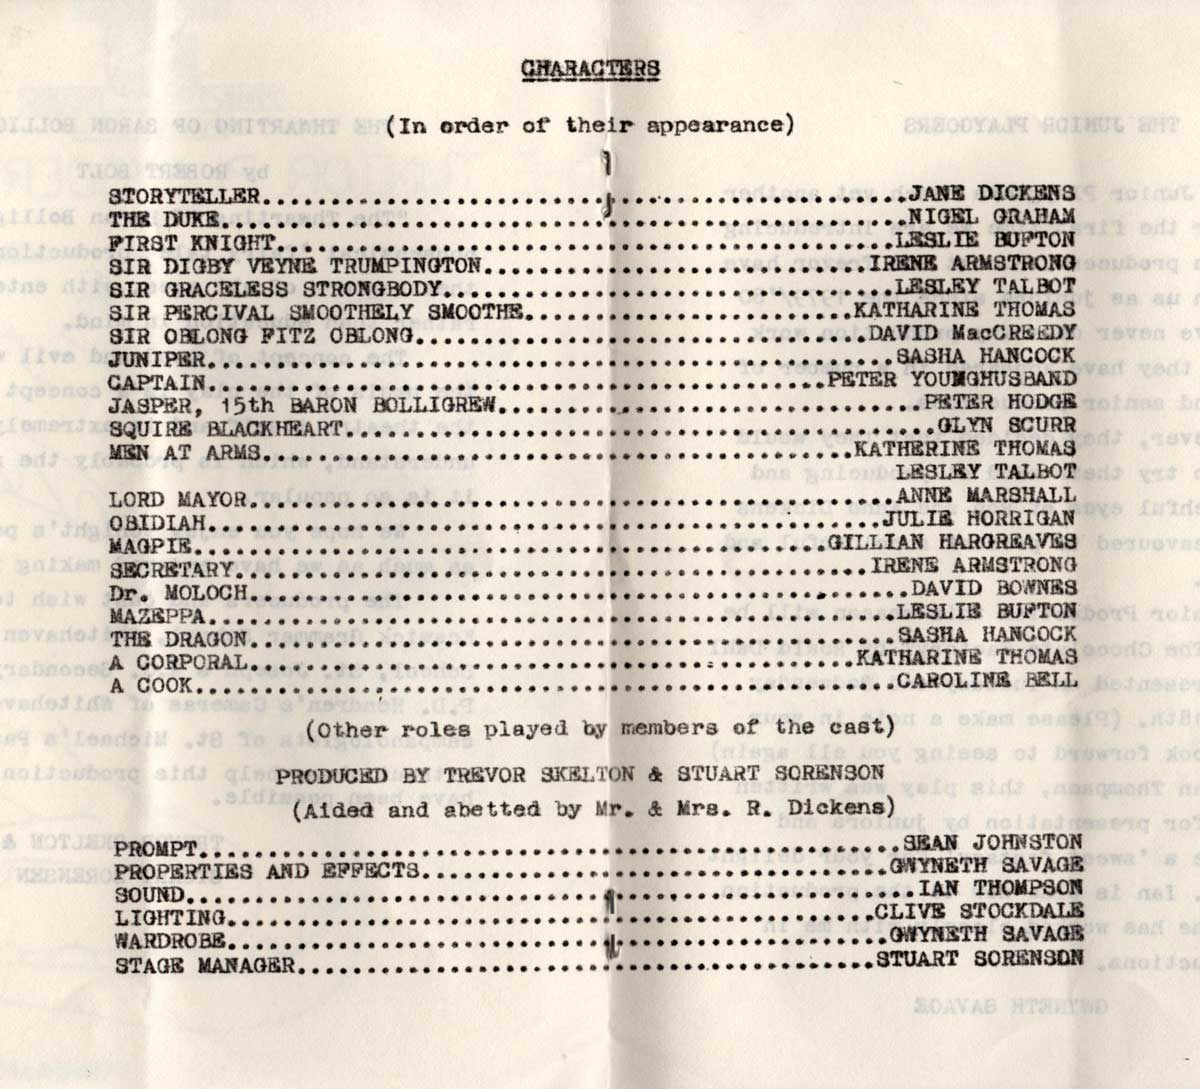 CHARACTERS
(In order of their appearance)
STORYTELLER................................................JANE DICKENS
THE DUKE...................................................NIGEL GRAHAM
FIRST KNIGHT..............................................LESLIE BUFTON
SIR DIGBY VEYNE TRUMPINGTON.............................IRENE ARMSTRONG
SIR GRACELESS STRONGBODY..................................LESLEY TALBOT
SIR PERCIVAL SMOOTHELY SMOOTHE.........................KATHARINE THOMAS
SIR OBLONG FITZ OBLONG..................................DAVID MacCREEDY
JUNIPER...................................................SASHA HANCOCK
CAPTAIN..............................................PETER YOUNGHUSBAND
JASPER, 15th BARON BOLLIGREW................................PETER HODGE
SQUIRE BLACKHEART............................................GLYN SCURR
MEN AT ARMS............................................KATHERINE THOMAS
LESLEY TALBOT
LORD MAYOR................................................ANNE MARSHALL
OBIDIAH..................................................JULIE HORRIGAN
MAGPIE...............................................GILLIAN HARGREAVES
SECRETARY...............................................IRENE ARMSTRONG
Dr. MOLOCH.................................................DAVID BOWNES
MAZEPPA...................................................LESLIE BUFTON
THE DRAGON................................................SASHA HANCOCK
A CORPORAL.............................................KATHARINE THOMAS
A COOK....................................................CAROLINE BELL
(Other roles played by members of the cast)
PRODUCED BY TREVOR SKELTON & STUART SORENSON
(Aided and abetted by Mr. & Mrs. R. Dickens)
PROMPT....................................................SEAN JOHNSTON
PROPERTIES AND EFFECTS...................................GWYNETH SAVAGE
SOUND......................................................IAN THOMPSON
LIGHTING................................................CLIVE STOCKDALE
WARDROBE.................................................GWYNETH SAVAGE
STAGE MANAGER...........................................STUART SORENSON